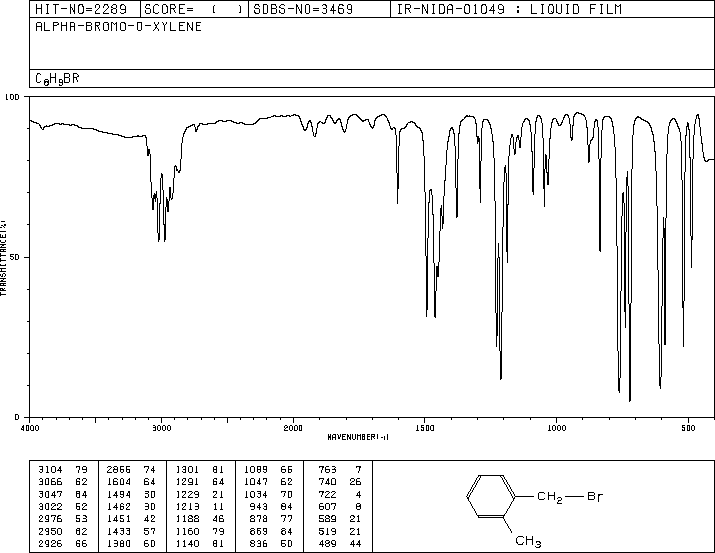 HIT-NO=2289 SCORE= ( ) SDBS-NO=3469 IR-NIDA-01049 : LIQUID FILM
ALPHA-BROMO-O-XYLENE
C8H9BR
100
50
0
TRANSMITTANCE(%)
4000 3000 2000 1500 1000 500
WAVENUMBER(-1)
3104 79 2866 74 1301 81 1089 66 763 7
3066 62 1604 64 1291 64 1047 62 740 26
3047 64 1494 30 1229 21 1034 70 722 4
3022 52 1462 30 1213 11 943 84 607 8
2976 53 1451 42 1188 46 878 77 589 21
2950 62 1433 57 1160 79 869 84 519 21
2926 66 1380 60 1140 81 836 50 489 44
CH2 Br
CH3